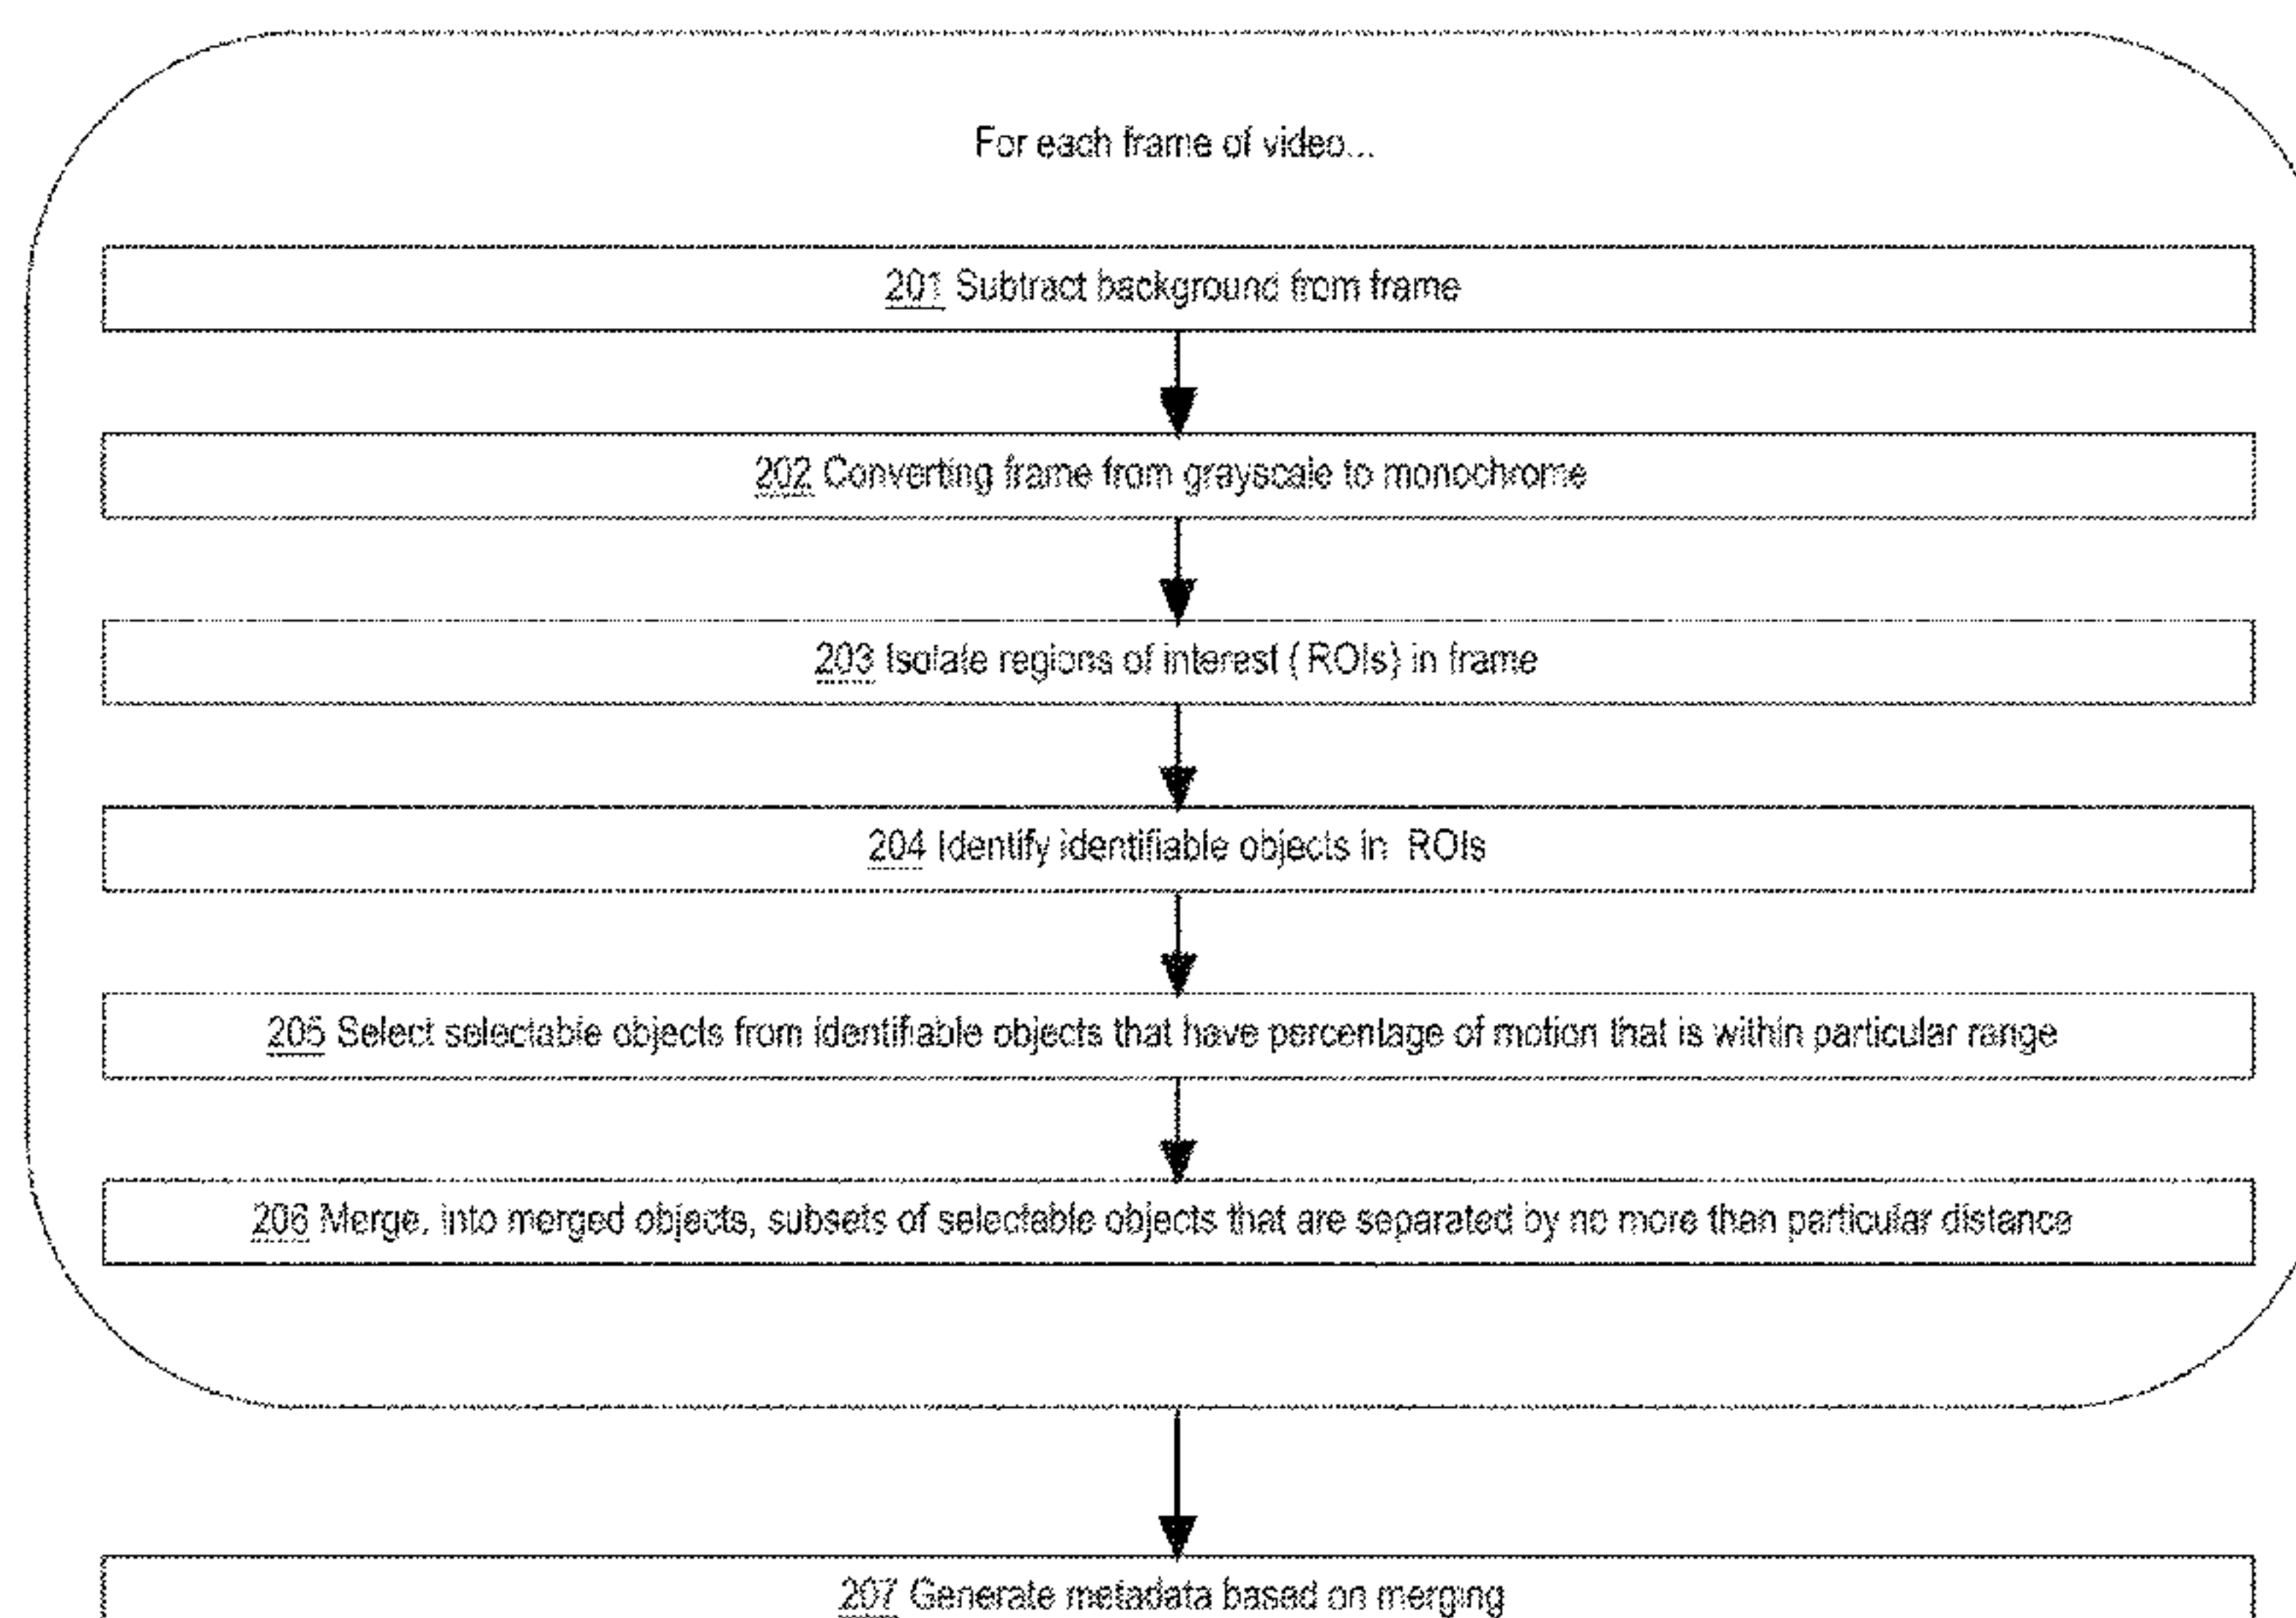 For each frame of video...
201 Subtract background from frame
202 Converting frame from grayscale to monochrome
203 Isolate regions of interest ( ROIs) in frame
204 Identify identifiable objects in ROIs
205 Select selectable objects from identifiable objects that have percentage of motion that is within particular range
206 Merge, into merged objects, subsets of selectable objects that are separated by no more than particular distance
207 Generate metadata based on merging